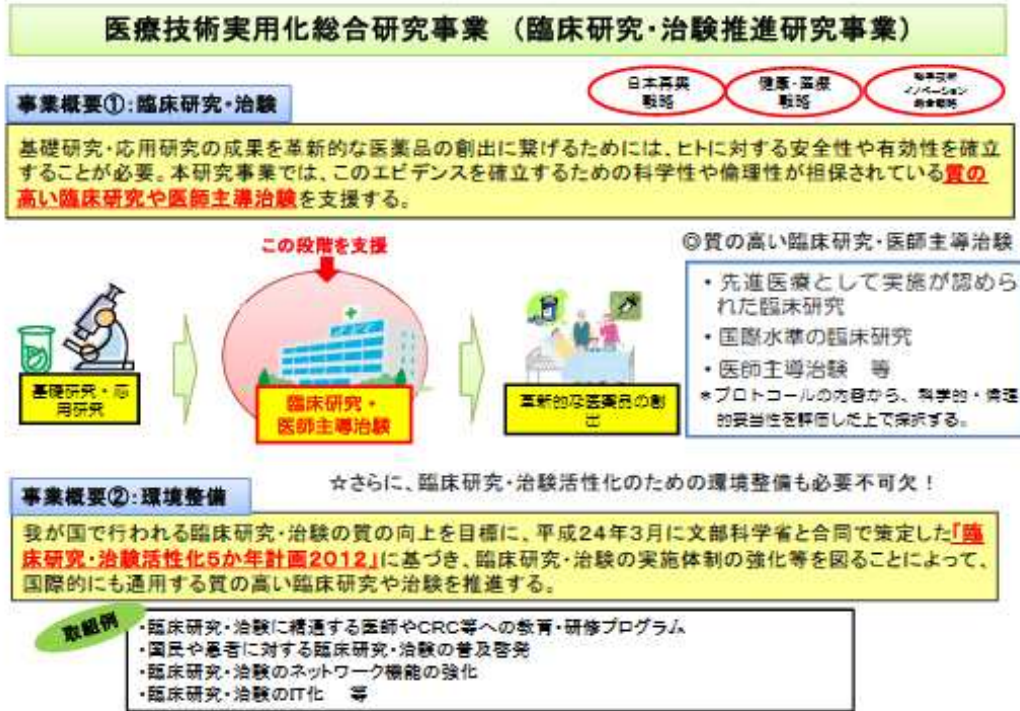 医療技術実用化総合研究事業 （臨床研究・治験推進研究事業）
日本再興
戦略
健康・医療
戦略
科学技術
イノベーション
総合戦略
事業概要①：臨床研究・治験
基礎研究・応用研究の成果を革新的な医薬品の創出に繋げるためには、ヒトに対する安全性や有効性を確立
することが必要。本研究事業では、このエビデンスを確立するための科学性や倫理性が担保されている質の
高い臨床研究や医師主導治験を支援する。
この段階を支援
基礎研究・応
用研究
臨床研究・
医師主導治験
革新的な医薬品の創
出
◎質の高い臨床研究・医師主導治験
・先進医療として実施が認めら
れた臨床研究
・国際水準の臨床研究
・医師主導治験　等
＊プロトコールの内容から、科学的・倫理
的妥当性を評価した上で採択する。
事業概要②：環境整備
☆さらに、臨床研究・治験活性化のための環境整備も必要不可欠！
我が国で行われる臨床研究・治験の質の向上を目標に、平成24年3月に文部科学省と合同で策定した「臨
床研究・治験活性化5か年計画2012」に基づき、臨床研究・治験の実施体制の強化等を図ることによって、
国際的にも通用する質の高い臨床研究や治験を推進する。
取組例
・臨床研究・治験に精通する医師やCRC等への教育・研修プログラム
・国民や患者に対する臨床研究・治験の普及啓発
・臨床研究・治験のネットワーク機能の強化
・臨床研究・治験のIT化　等